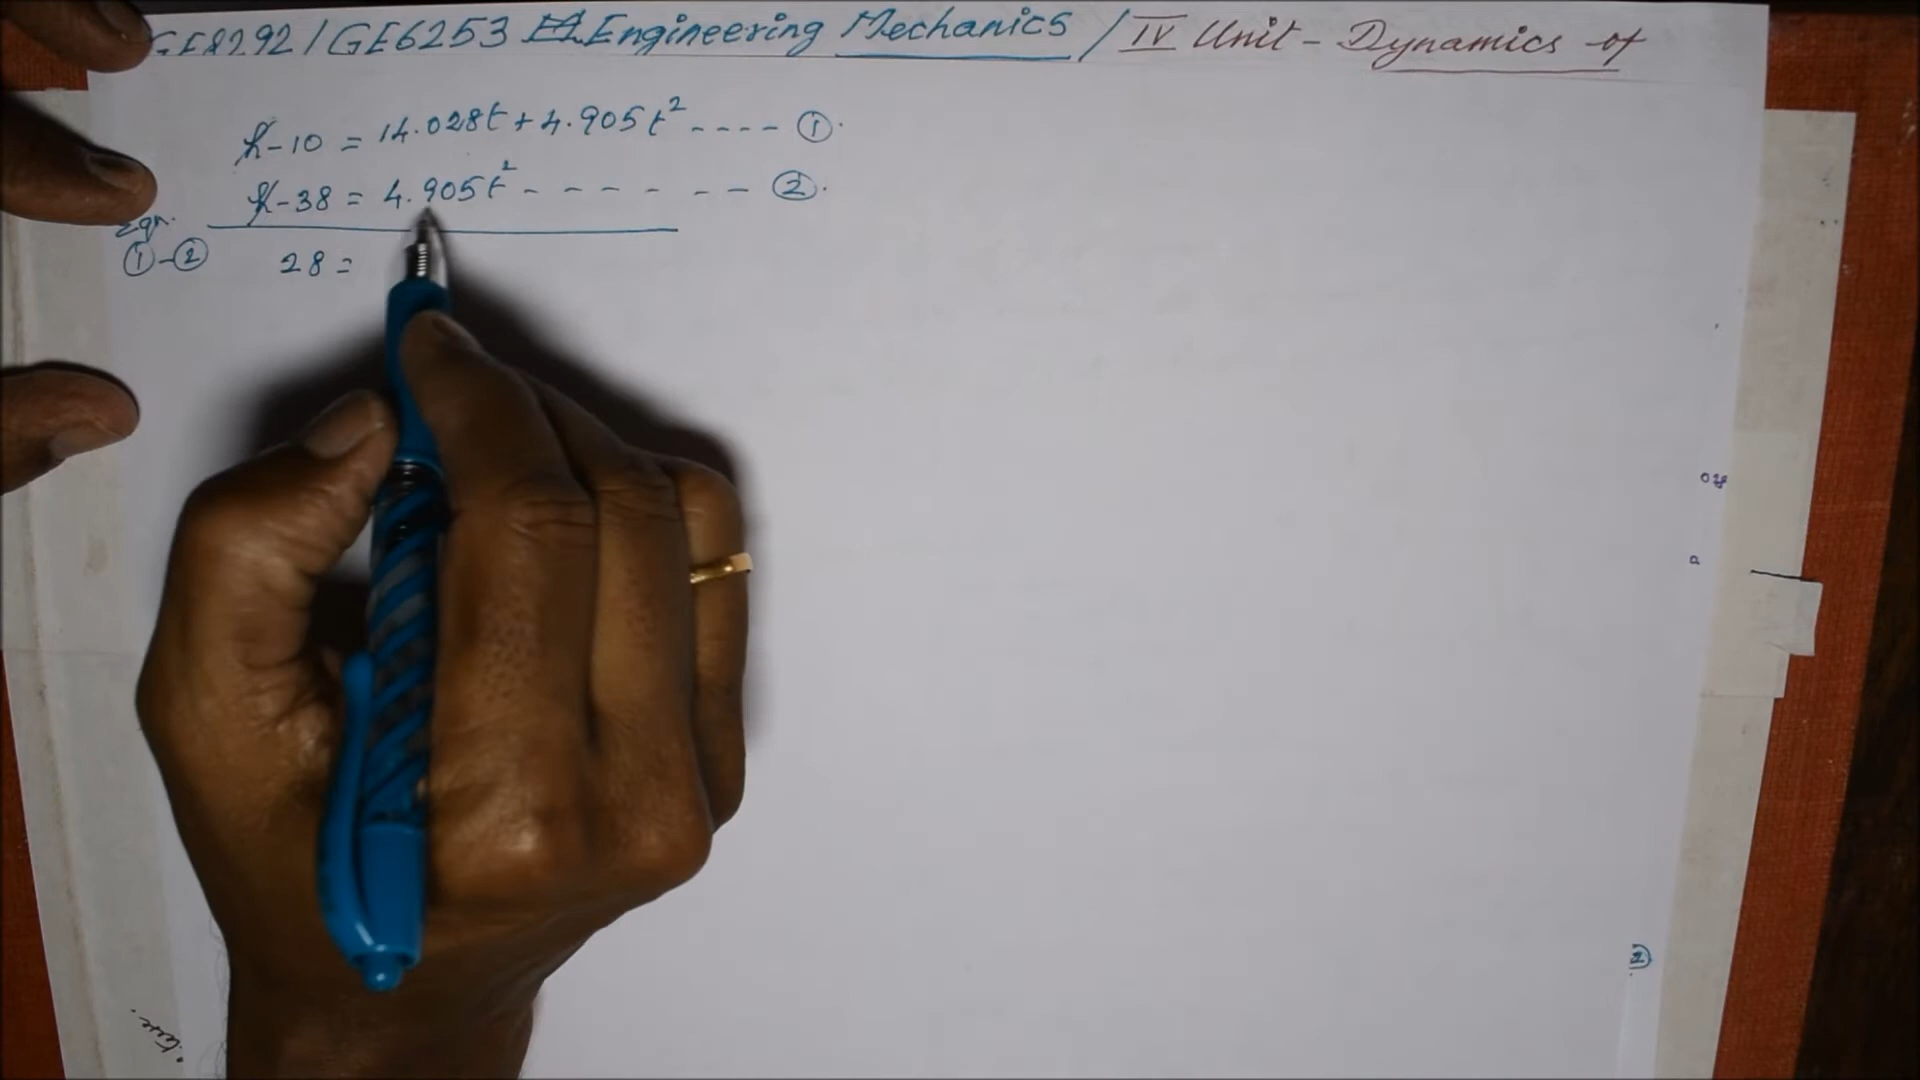 GE8292/GE6253 Engineering Mechanics / IV Unit - Dynamics of
h-10 = 14.028t + 4.905t² ---- ①.
h-38 = 4.905t² - - - - - - - ②.
Eqn.
①-② 28 =